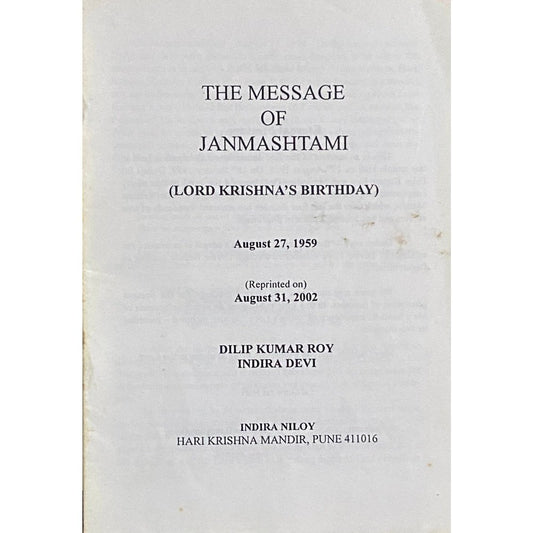 THE MESSAGE
OF
JANMASHTAMI
(LORD KRISHNA'S BIRTHDAY)
August 27, 1959
(Reprinted on)
August 31, 2002
DILIP KUMAR ROY
INDIRA DEVI
INDIRA NILOY
HARI KRISHNA MANDIR, PUNE 411016